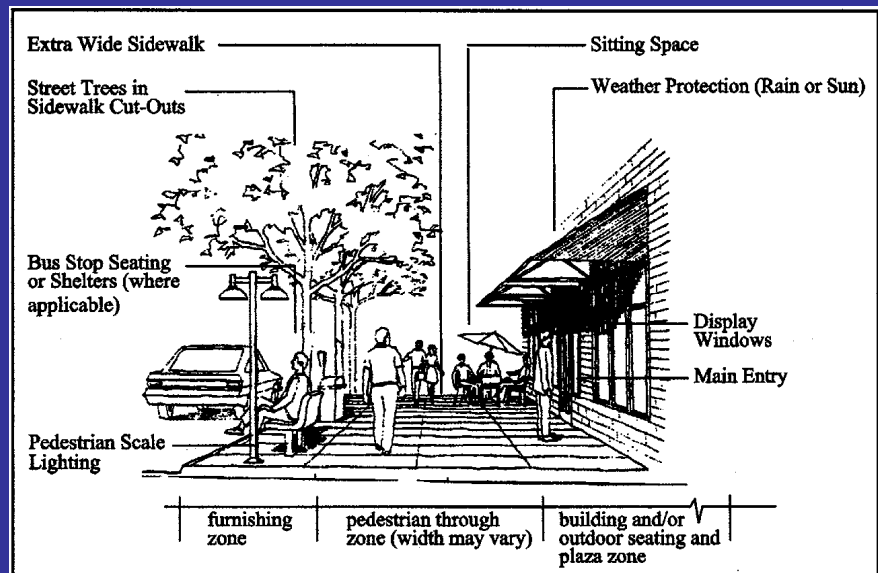 Extra Wide Sidewalk
Sitting Space
Street Trees in
Sidewalk Cut-Outs
Weather Protection (Rain or Sun)
Bus Stop Seating
or Shelters (where
applicable)
Display
Windows
Main Entry
Pedestrian Scale
Lighting
furnishing
zone
pedestrian through
zone (width may vary)
building and/or
outdoor seating and
plaza zone